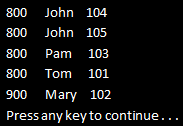 800 John 104
800 John 105
800 Pam 103
800 Tom 101
900 Mary 102
Press any key to continue . . .